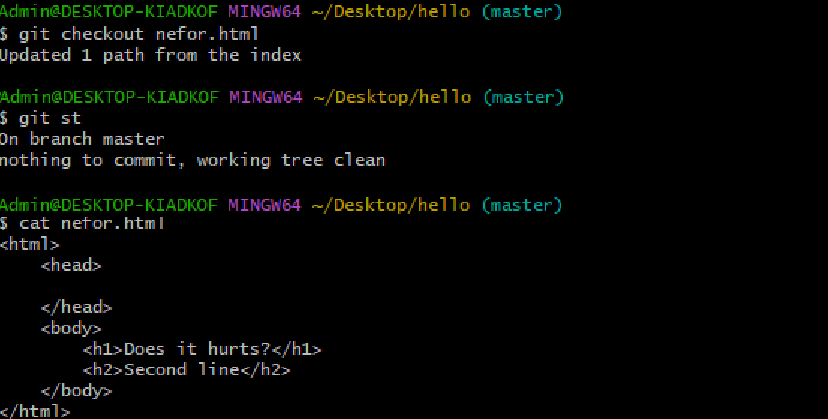 Admin@DESKTOP-KIADKOF MINGW64 ~/Desktop/hello (master)
$ git checkout nefor.html
Updated 1 path from the index
Admin@DESKTOP-KIADKOF MINGW64 ~/Desktop/hello (master)
$ git st
On branch master
nothing to commit, working tree clean
Admin@DESKTOP-KIADKOF MINGW64 ~/Desktop/hello (master)
$ cat nefor.html
<html>
    <head>
    </head>
    <body>
        <h1>Does it hurts?</h1>
        <h2>Second line</h2>
    </body>
</html>